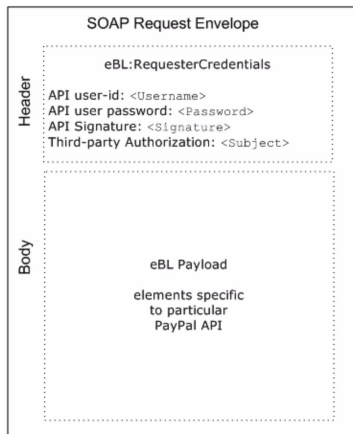 SOAP Request Envelope
Header
eBL:RequesterCredentials
API user-id: <Username>
API user password: <Password>
API Signature: <Signature>
Third-party Authorization: <Subject>
Body
eBL Payload
elements specific
to particular
PayPal API